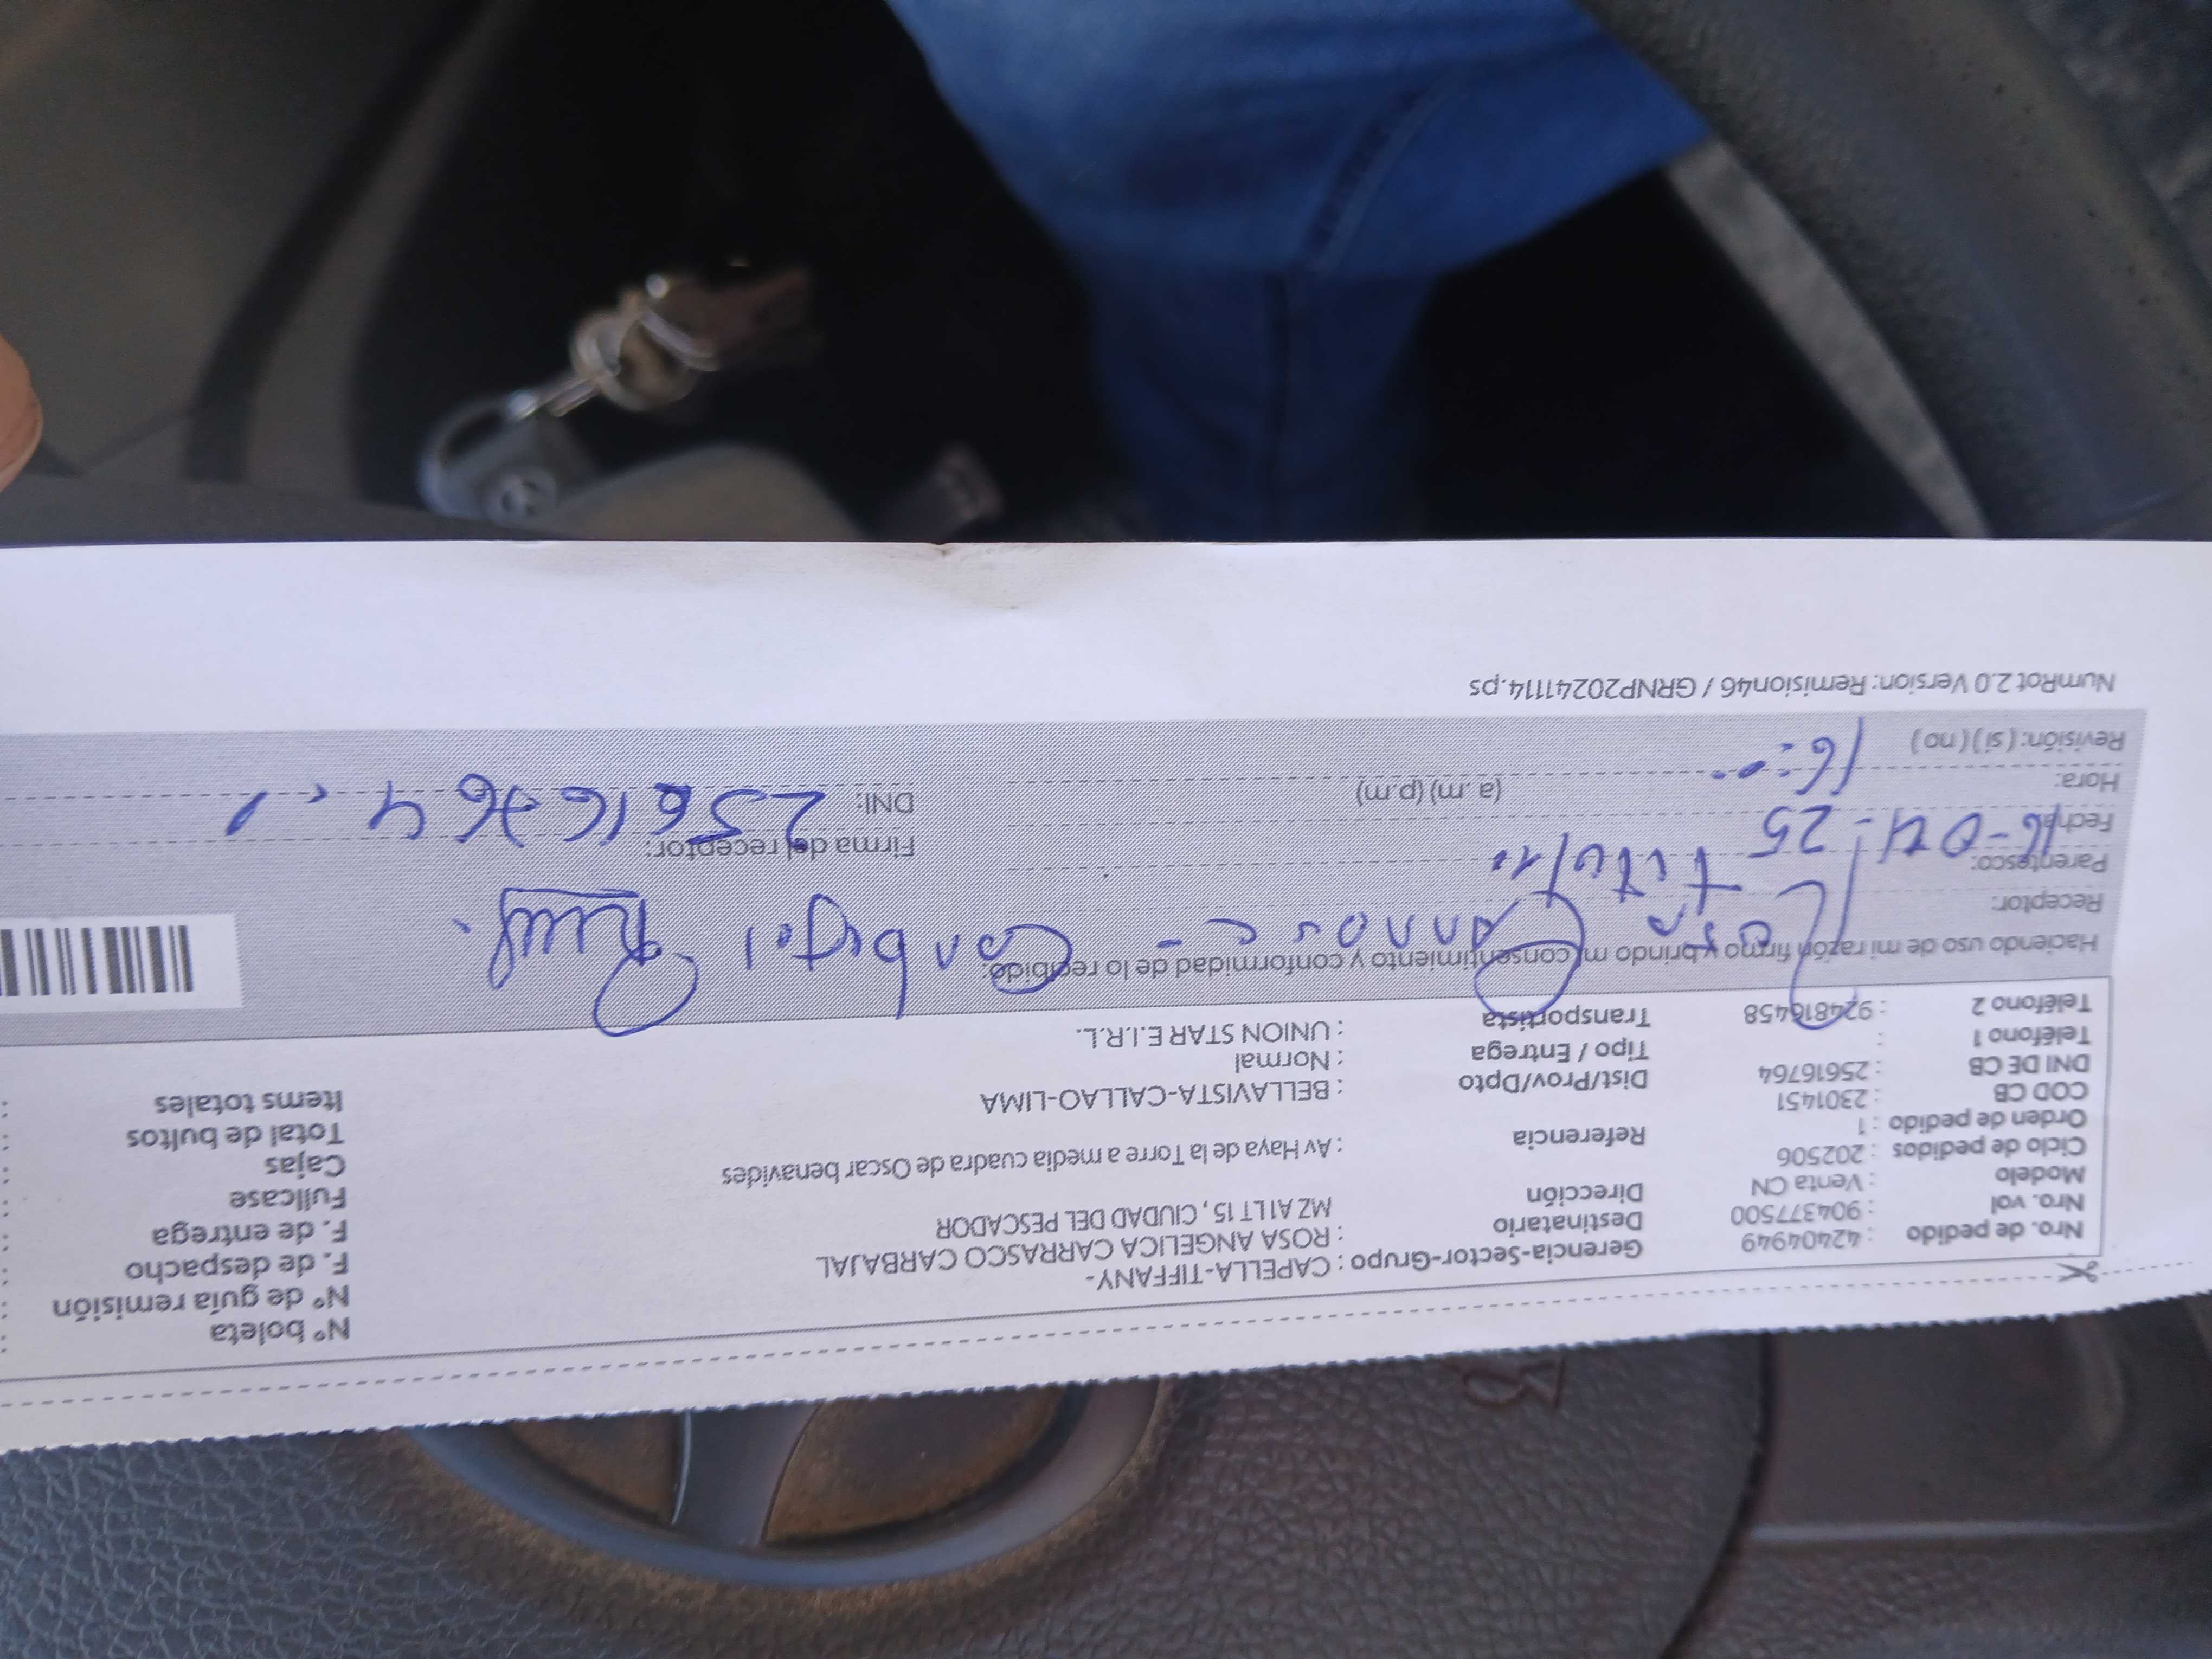 Nº boleta :
Nº de guía remisión :
F. de despacho :
F. de entrega :
Fullcase :
Cajas :
Total de bultos :
Items totales :
Nro. de pedido : 42404949
Nro. vol : 904377500
Modelo : Venta CN
Ciclo de pedidos : 202506
Orden de pedido : 1
COD CB : 2301451
DNI DE CB : 25616764
Teléfono 1 :
Teléfono 2 : 924816458
Gerencia-Sector-Grupo : CAPELLA-TIFFANY-
Destinatario : ROSA ANGELICA CARRASCO CARBAJAL
Dirección MZ A1 LT 15 , CIUDAD DEL PESCADOR
Referencia : Av Haya de la Torre a media cuadra de Oscar benavides
Dist/Prov/Dpto : BELLAVISTA-CALLAO-LIMA
Tipo / Entrega : Normal
Transportista : UNION STAR E.I.R.L.
Haciendo uso de mi razón firmo y brindo mi consentimiento y conformidad de lo recibido:
Receptor:
Parentesco: titular
Fecha: 16-04-25
Hora: 16:00 (a. m) (p.m)
Revisión: ( si ) ( no )
Firma del receptor:
DNI: 25616764
NumRot 2.0 Version: Remision46 / GRNP20241114.ps